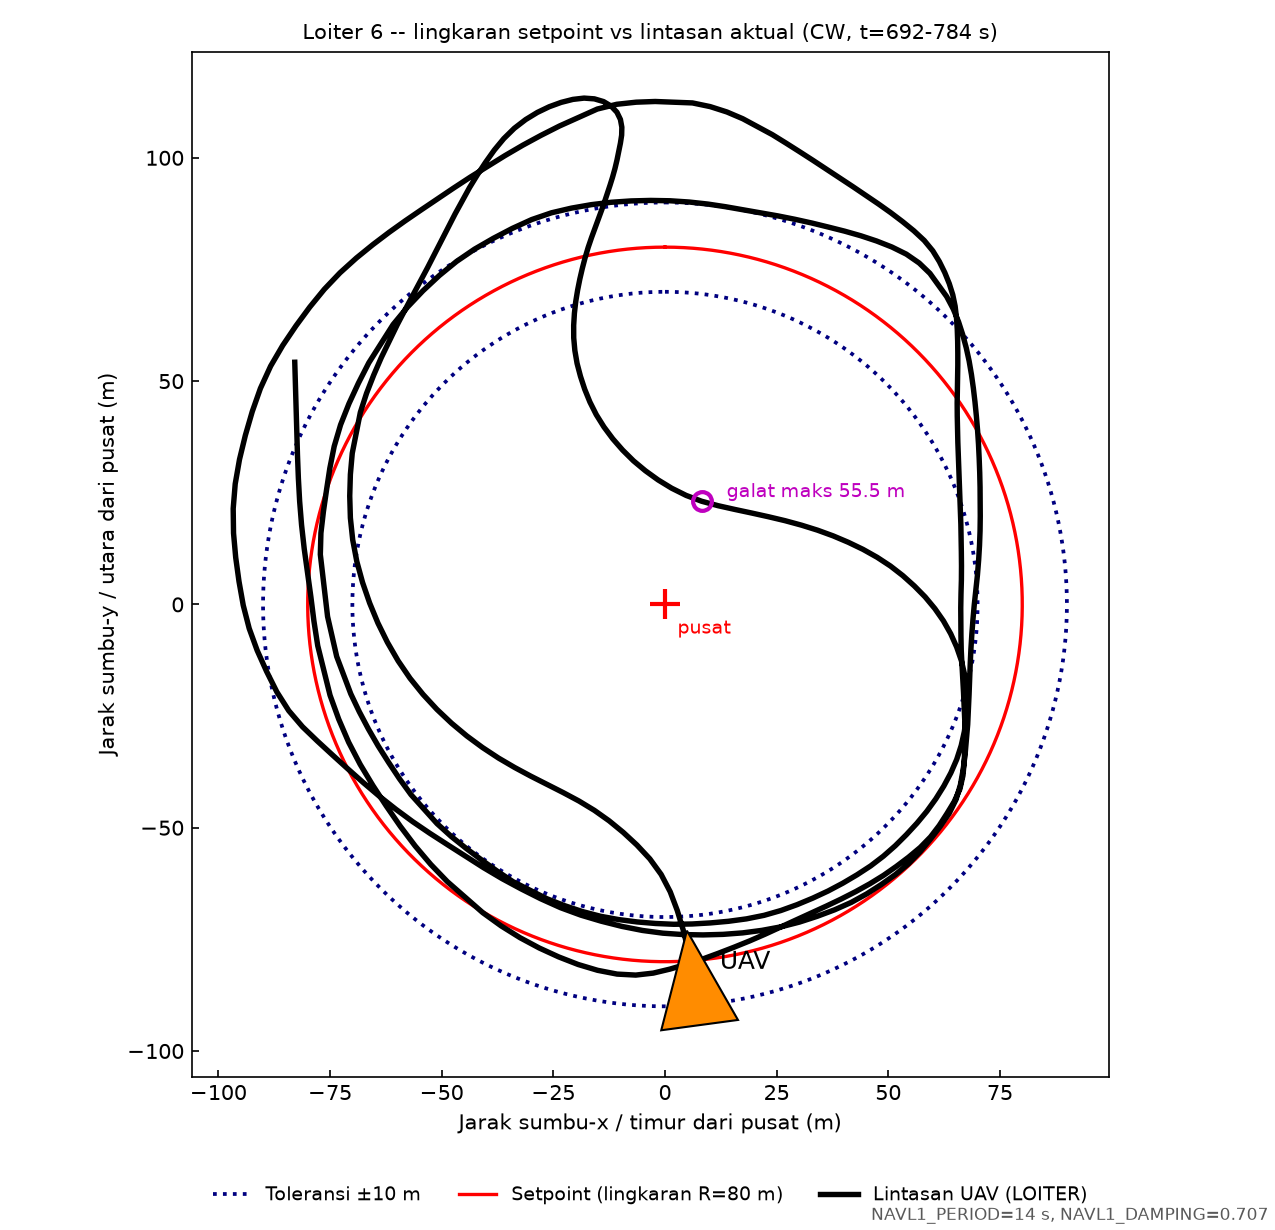 Loiter 6 -- lingkaran setpoint vs lintasan aktual (CW, t=692-784 s)
Jarak sumbu-y / utara dari pusat (m)
100
50
0
−50
−100
galat maks 55.5 m
pusat
UAV
−100 −75 −50 −25 0 25 50 75
Jarak sumbu-x / timur dari pusat (m)
Toleransi ±10 m Setpoint (lingkaran R=80 m) Lintasan UAV (LOITER)
NAVL1_PERIOD=14 s, NAVL1_DAMPING=0.707